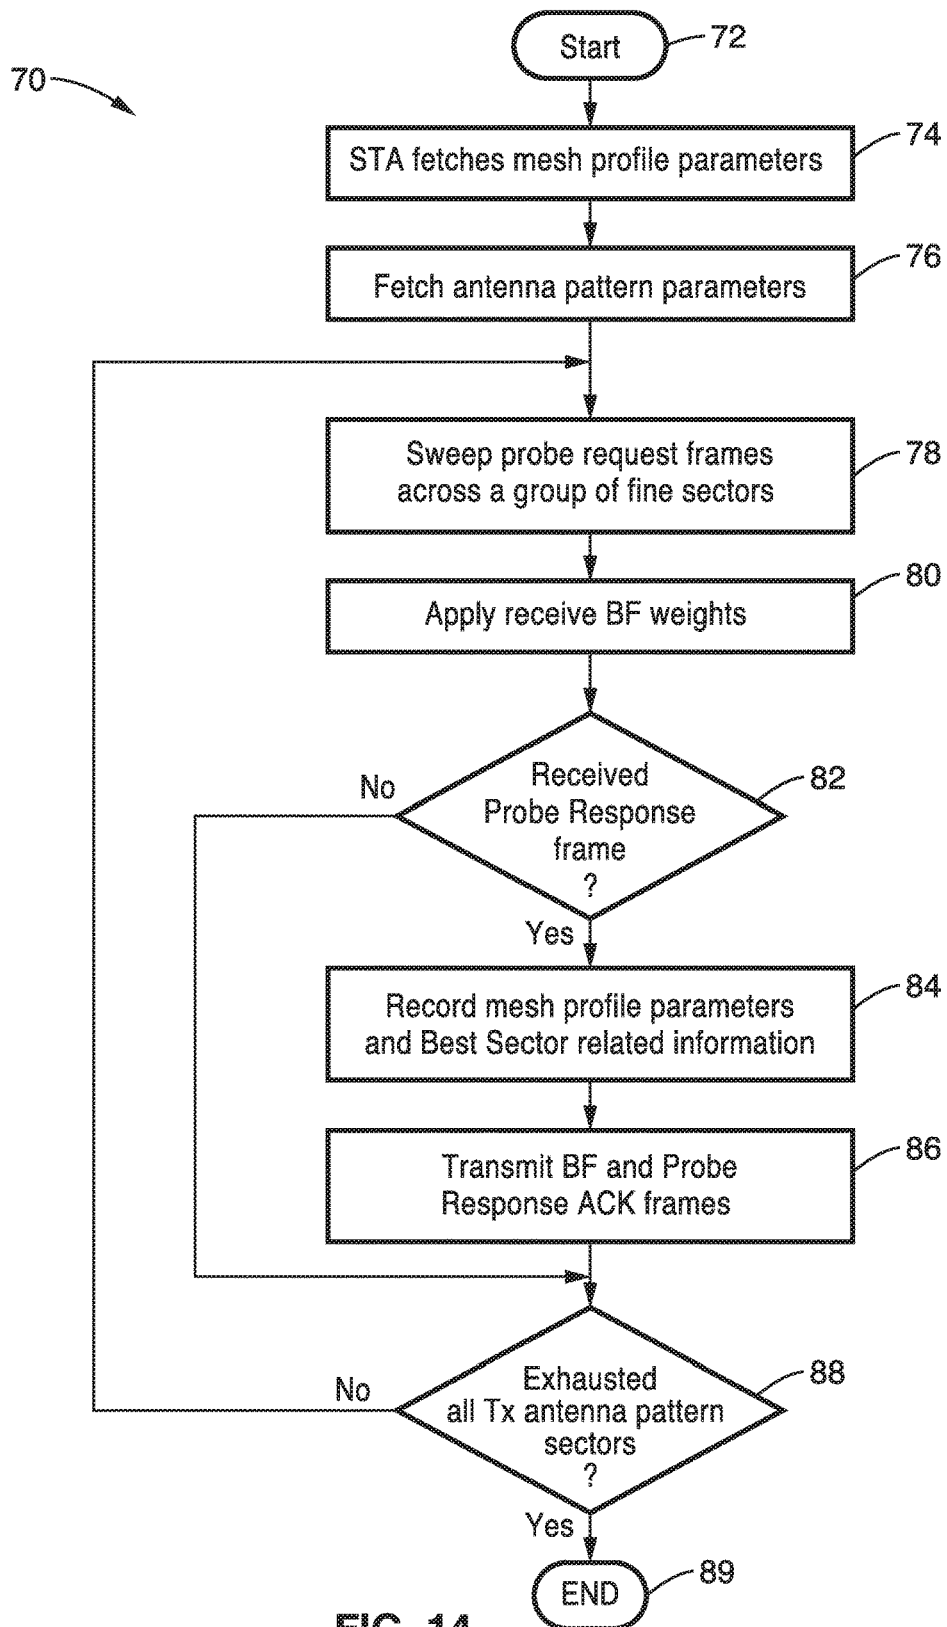 Start
72
70
74
STA fetches mesh profile parameters
76
Fetch antenna pattern parameters
Sweep probe request frames
across a group of fine sectors
78
80
Apply receive BF weights
No
Received
Probe Response
frame
?
82
Yes
84
Record mesh profile parameters
and Best Sector related information
86
Transmit BF and Probe
Response ACK frames
No
Exhausted
all Tx antenna pattern
sectors
?
88
Yes
END
89
FIG. 14